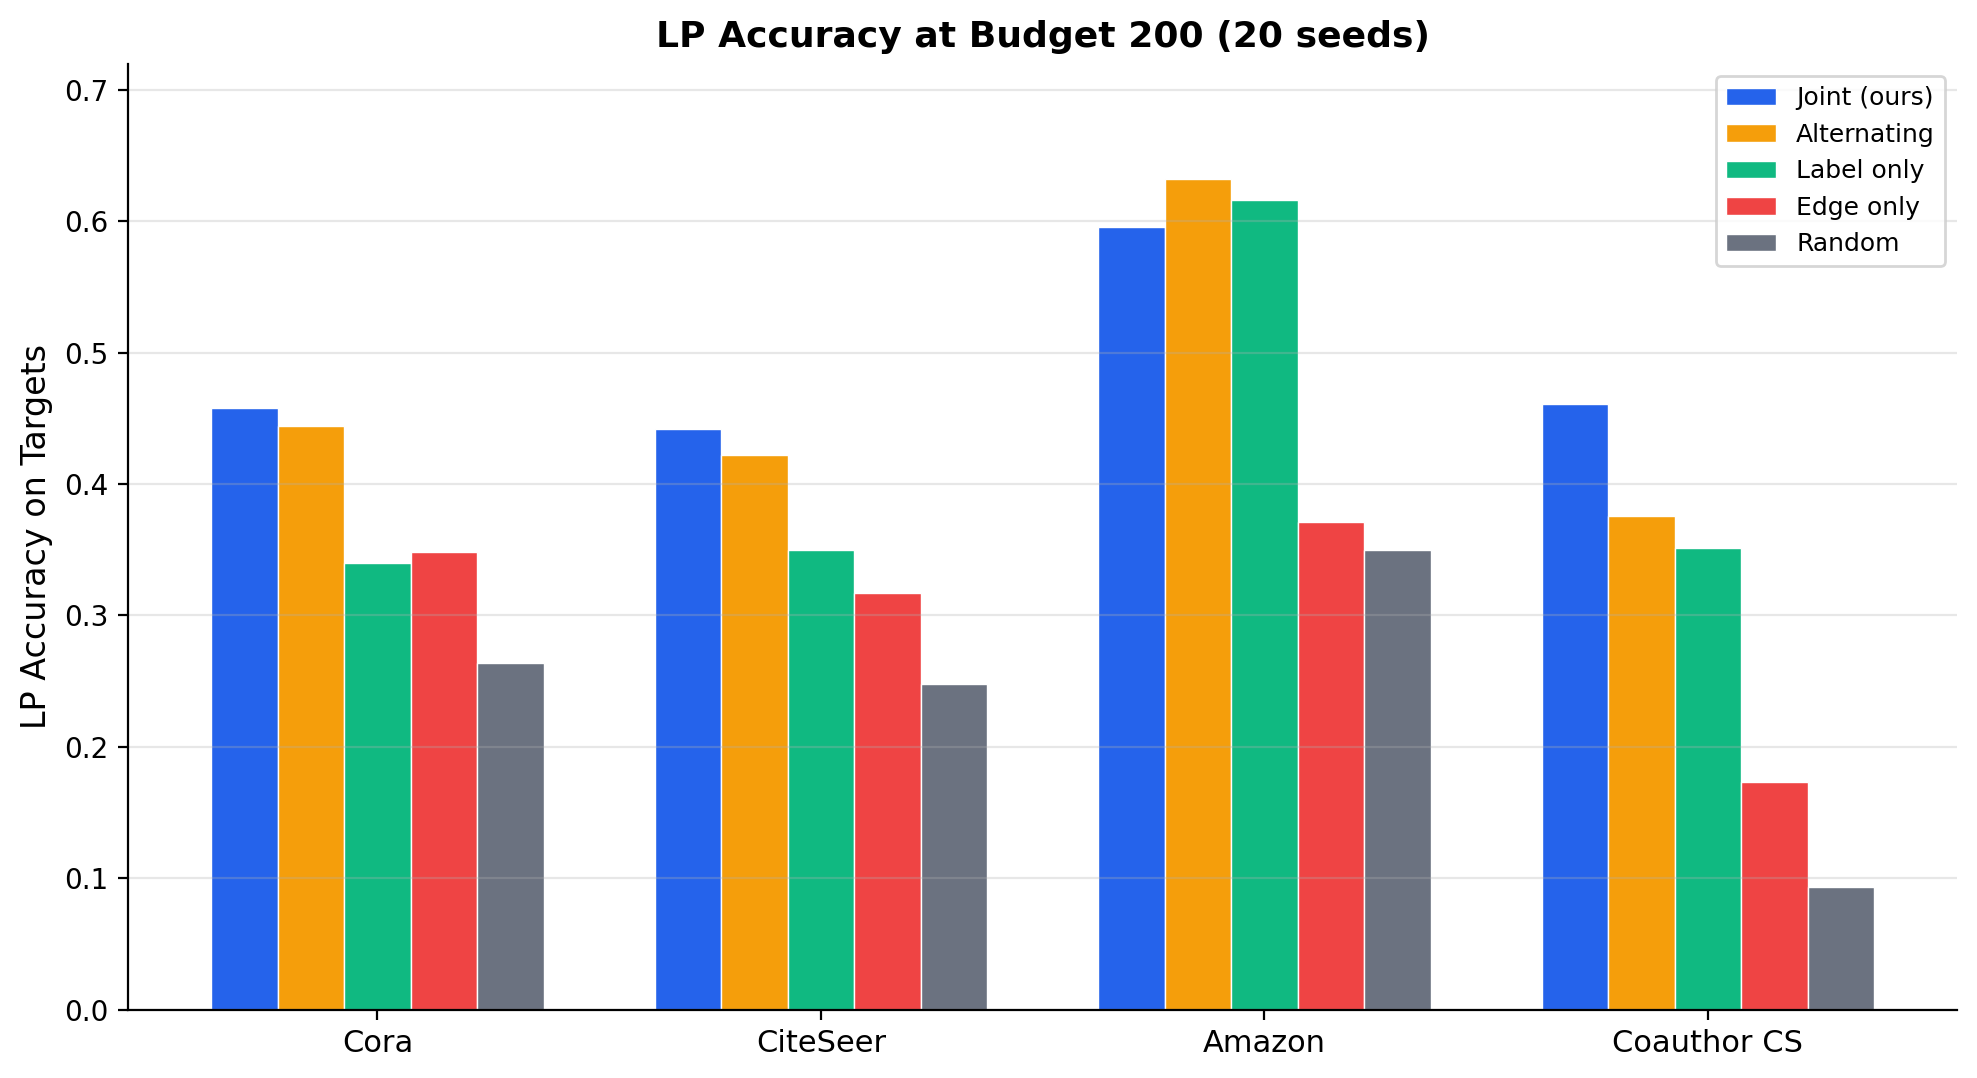 LP Accuracy at Budget 200 (20 seeds)
LP Accuracy on Targets
0.7
0.6
0.5
0.4
0.3
0.2
0.1
0.0
Joint (ours)
Alternating
Label only
Edge only
Random
Cora
CiteSeer
Amazon
Coauthor CS